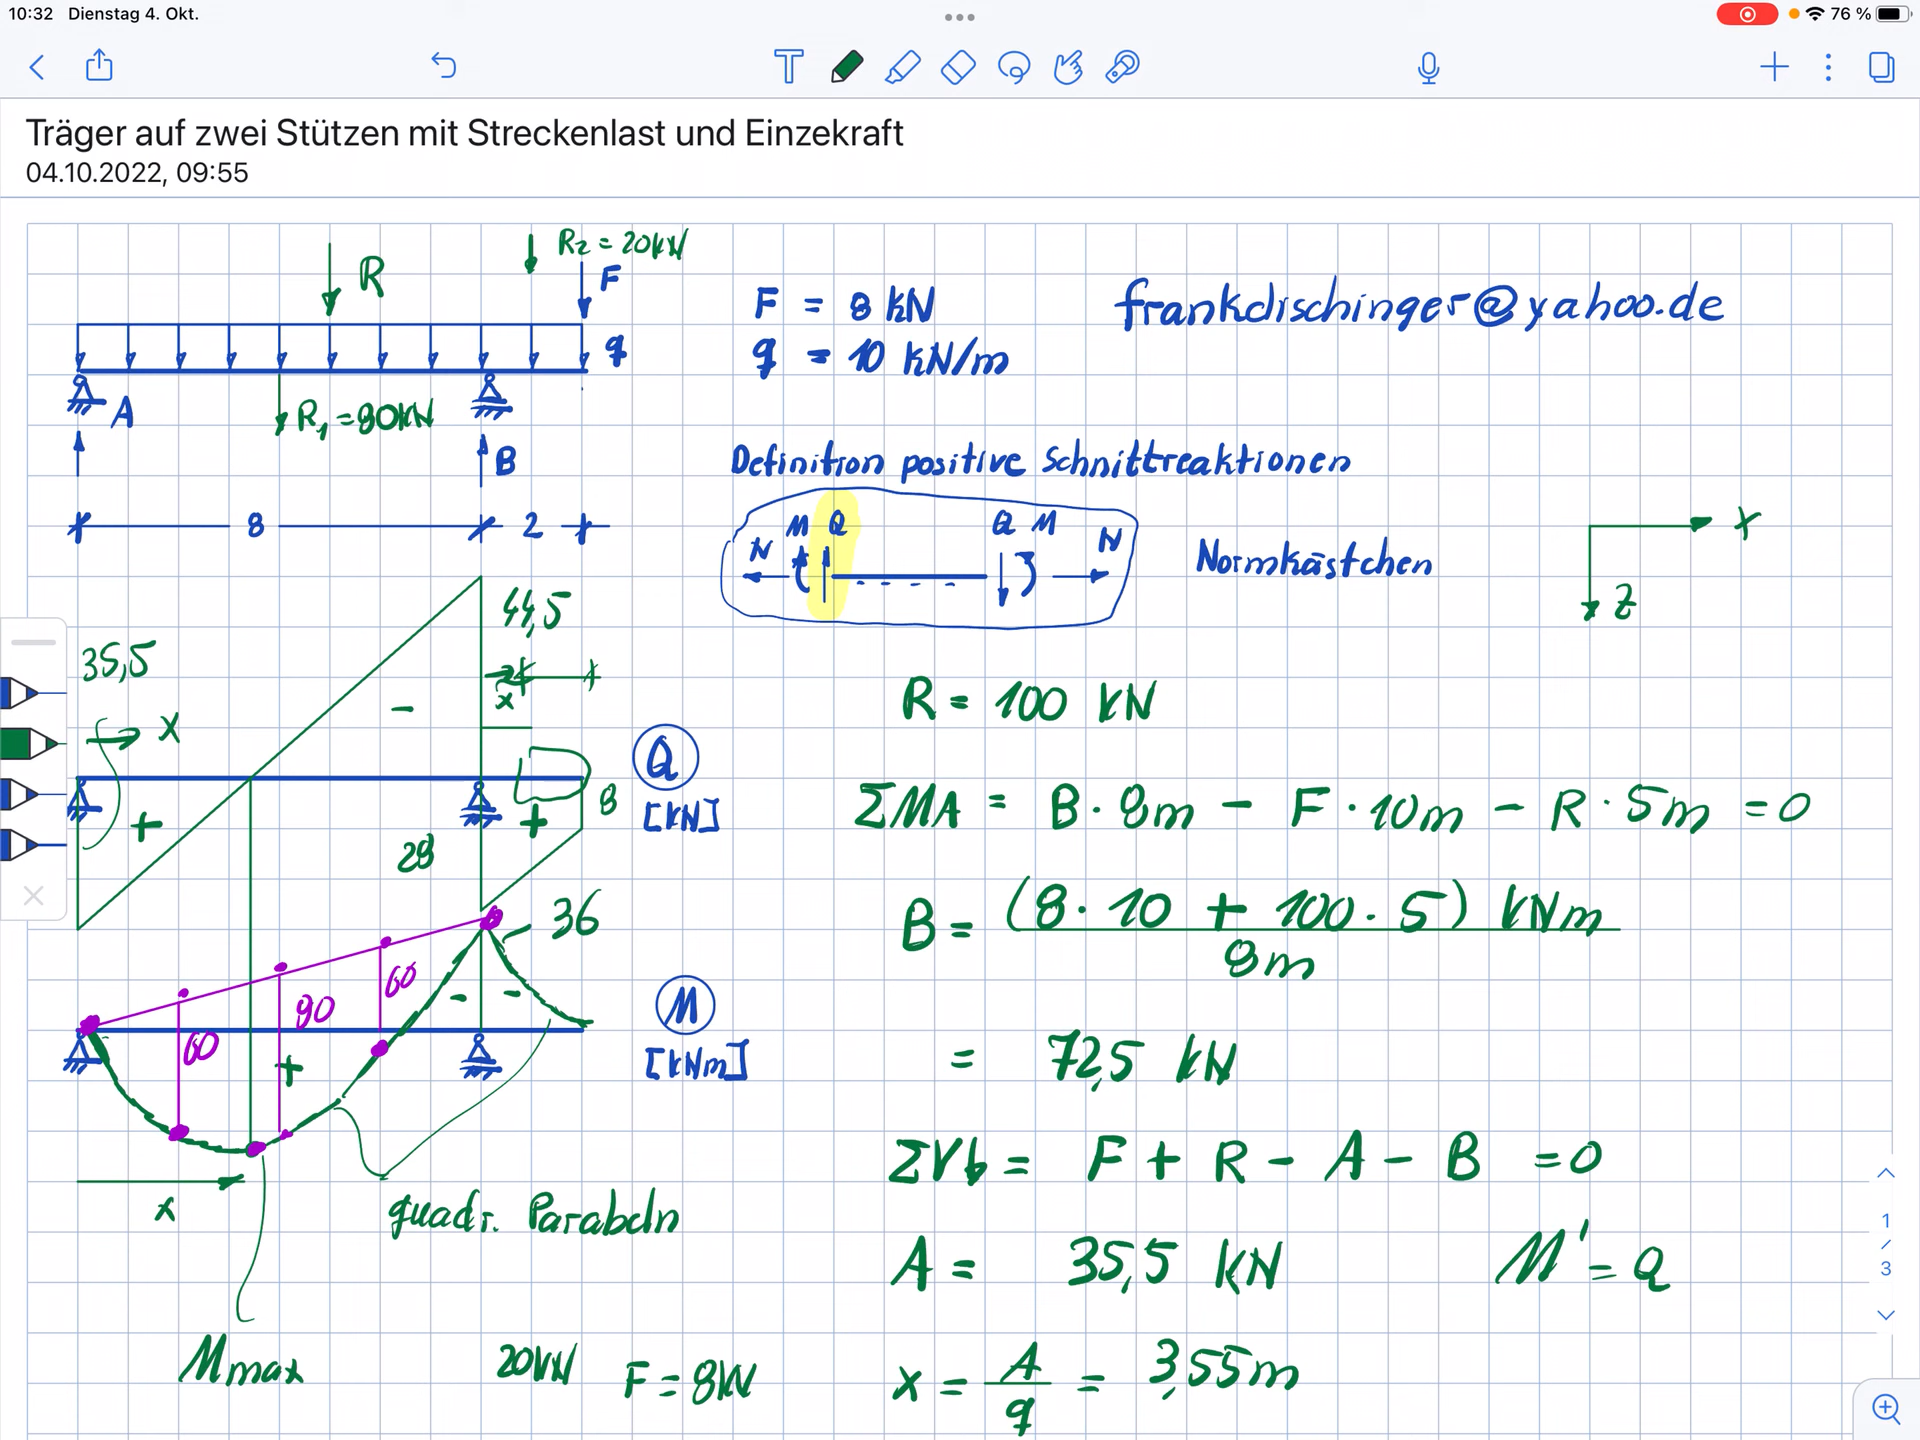 10:32 Dienstag 4. Okt.
76 %
Träger auf zwei Stützen mit Streckenlast und Einzekraft
04.10.2022, 09:55
R2 = 20kN
R
F
q
A
R1 = 80kN
B
8
2
F = 8 kN
q = 10 kN/m
frankdischinger@yahoo.de
Definition positive Schnittreaktionen
M Q
Q M
N
N
Normkästchen
x
z
35,5
x
44,5
-
x
+
28
+
8
Q
[kN]
R = 100 kN
ΣMA = B · 8m - F · 10m - R · 5m = 0
B = (8 · 10 + 100 · 5) kNm
8m
= 72,5 kN
36
60
90
60
+
-
-
M
[kNm]
x
quadr. Parabeln
Mmax
20kN
F = 8kN
ΣVb = F + R - A - B = 0
A = 35,5 kN
M' = Q
x = A
q
= 3,55m
1
/
3